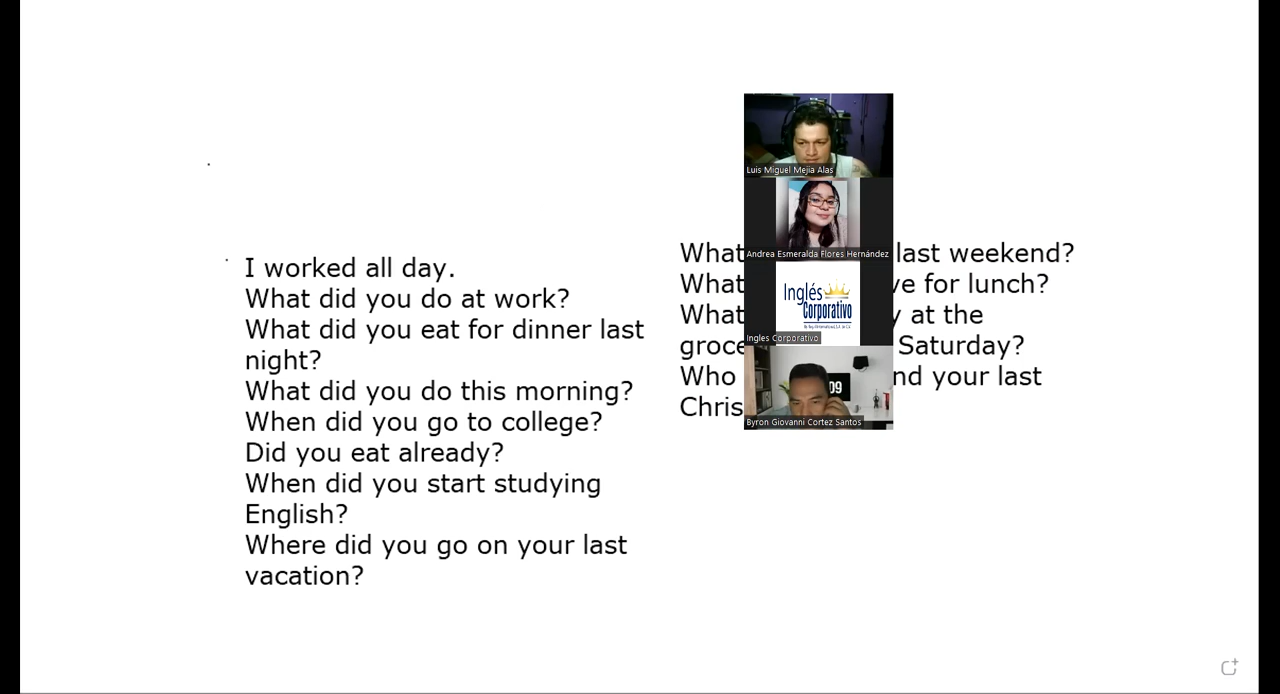 I worked all day.
What did you do at work?
What did you eat for dinner last
night?
What did you do this morning?
When did you go to college?
Did you eat already?
When did you start studying
English?
Where did you go on your last
vacation?
What last weekend?
What for lunch?
What at the
Saturday?
Who your last
Luis Miguel Mejia Alas
Andrea Esmeralda Flores Hernández
Inglés
Corporativo
Ingles Corporativo
09
Byron Giovanni Cortez Santos